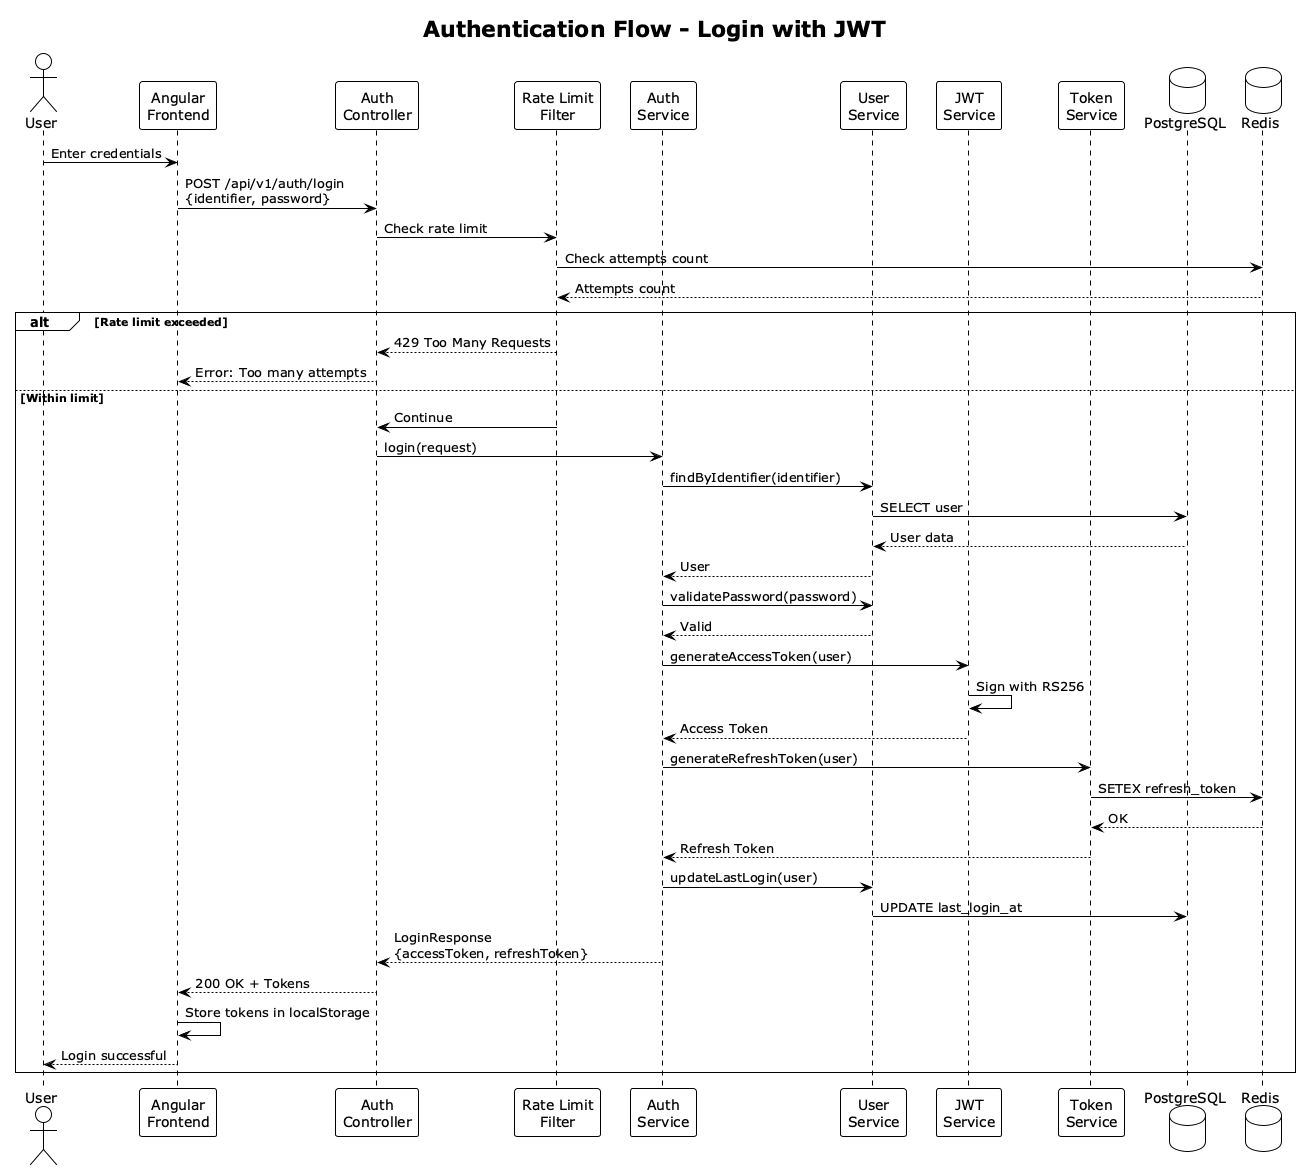 Authentication Flow - Login with JWT
User
Angular
Frontend
Auth
Controller
Rate Limit
Filter
Auth
Service
User
Service
JWT
Service
Token
Service
PostgreSQL
Redis
Enter credentials
POST /api/v1/auth/login
{identifier, password}
Check rate limit
Check attempts count
Attempts count
alt
[Rate limit exceeded]
429 Too Many Requests
Error: Too many attempts
[Within limit]
Continue
login(request)
findByIdentifier(identifier)
SELECT user
User data
User
validatePassword(password)
Valid
generateAccessToken(user)
Sign with RS256
Access Token
generateRefreshToken(user)
SETEX refresh_token
OK
Refresh Token
updateLastLogin(user)
UPDATE last_login_at
LoginResponse
{accessToken, refreshToken}
200 OK + Tokens
Store tokens in localStorage
Login successful
User
Angular
Frontend
Auth
Controller
Rate Limit
Filter
Auth
Service
User
Service
JWT
Service
Token
Service
PostgreSQL
Redis